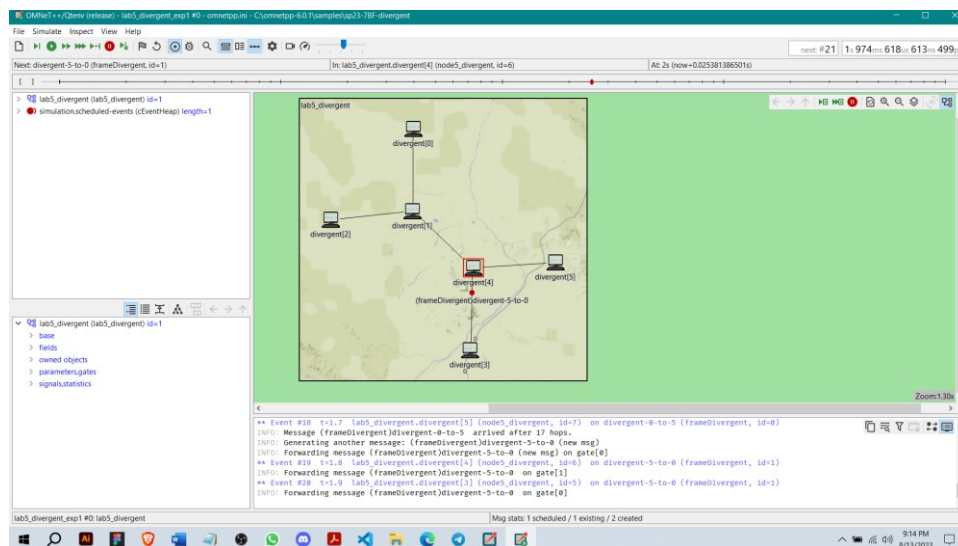 OMNeT++/Qtenv (release) - lab5_divergent_exp1 #0 - omnetpp.ini - C:\omnetpp-6.0.1\samples\sp23-7BF-divergent
File Simulate Inspect View Help
next: #21 1s 974ms 618us 613ns 499p
Next: divergent-5-to-0 (frameDivergent, id=1)
In: lab5_divergent.divergent[4] (node5_divergent, id=6)
At: 2s (now+0.025381386501s)
lab5_divergent (lab5_divergent) id=1
simulation.scheduled-events (cEventHeap) length=1
lab5_divergent
divergent[0]
divergent[2]
divergent[1]
divergent[4]
divergent[5]
(frameDivergent)divergent-5-to-0
divergent[3]
Zoom:1.30x
lab5_divergent (lab5_divergent) id=1
base
fields
owned objects
parameters,gates
signals,statistics
** Event #18 t=1.7 lab5_divergent.divergent[5] (node5_divergent, id=7) on divergent-0-to-5 (frameDivergent, id=0)
INFO: Message (frameDivergent)divergent-0-to-5 arrived after 17 hops.
INFO: Generating another message: (frameDivergent)divergent-5-to-0 (new msg)
INFO: Forwarding message (frameDivergent)divergent-5-to-0 (new msg) on gate[0]
** Event #19 t=1.8 lab5_divergent.divergent[4] (node5_divergent, id=6) on divergent-5-to-0 (frameDivergent, id=1)
INFO: Forwarding message (frameDivergent)divergent-5-to-0 on gate[1]
** Event #20 t=1.9 lab5_divergent.divergent[3] (node5_divergent, id=5) on divergent-5-to-0 (frameDivergent, id=1)
INFO: Forwarding message (frameDivergent)divergent-5-to-0 on gate[0]
lab5_divergent_exp1 #0: lab5_divergent
Msg stats: 1 scheduled / 1 existing / 2 created
9:14 PM
8/13/2023